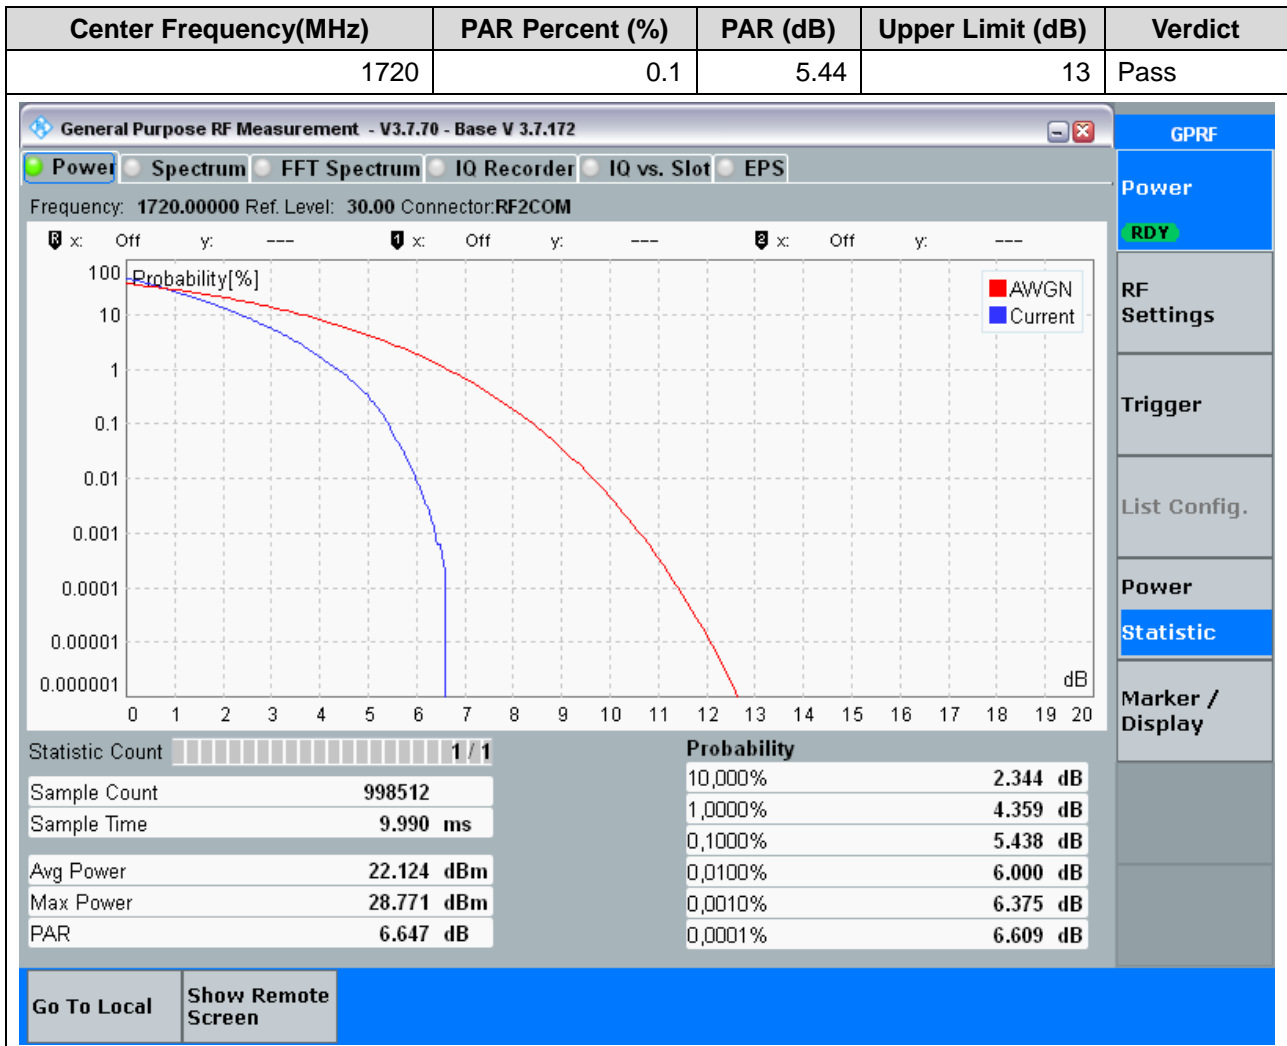 Center Frequency(MHz) PAR Percent (%) PAR (dB) Upper Limit (dB) Verdict
1720 0.1 5.44 13 Pass
General Purpose RF Measurement - V3.7.70 - Base V 3.7.172
GPRF
Power Spectrum FFT Spectrum IQ Recorder IQ vs. Slot EPS
Power
RDY
Frequency: 1720.00000 Ref. Level: 30.00 Connector:RF2COM
R x: Off y: --- 1 x: Off y: --- 2 x: Off y: ---
Probability[%]
AWGN
Current
100
10
1
0.1
0.01
0.001
0.0001
0.00001
0.000001
dB
0 1 2 3 4 5 6 7 8 9 10 11 12 13 14 15 16 17 18 19 20
RF
Settings
Trigger
List Config.
Power
Statistic
Marker /
Display
Statistic Count 1 / 1
Sample Count 998512
Sample Time 9.990 ms
Avg Power 22.124 dBm
Max Power 28.771 dBm
PAR 6.647 dB
Probability
10,000% 2.344 dB
1,0000% 4.359 dB
0,1000% 5.438 dB
0,0100% 6.000 dB
0,0010% 6.375 dB
0,0001% 6.609 dB
Go To Local
Show Remote
Screen